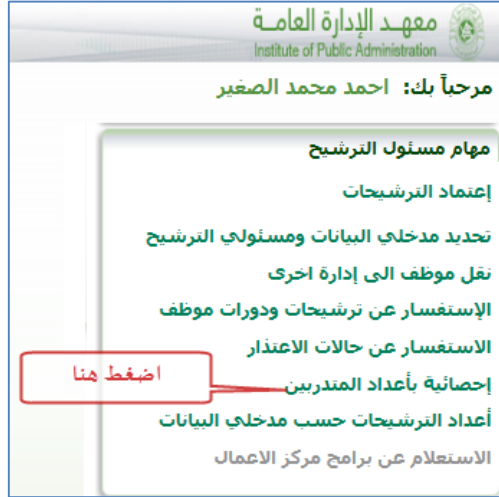 معهـد الإدارة العامـة
Institute of Public Administration
مرحباً بك: احمد محمد الصغير
مهام مسئول الترشيح
إعتماد الترشيحات
تحديد مدخلي البيانات ومسئولي الترشيح
نقل موظف الى إدارة اخرى
الإستفسار عن ترشيحات ودورات موظف
الاستفسار عن حالات الاعتذار
إحصائية بأعداد المتدربين
اضغط هنا
أعداد الترشيحات حسب مدخلي البيانات
الاستعلام عن برامج مركز الاعمال